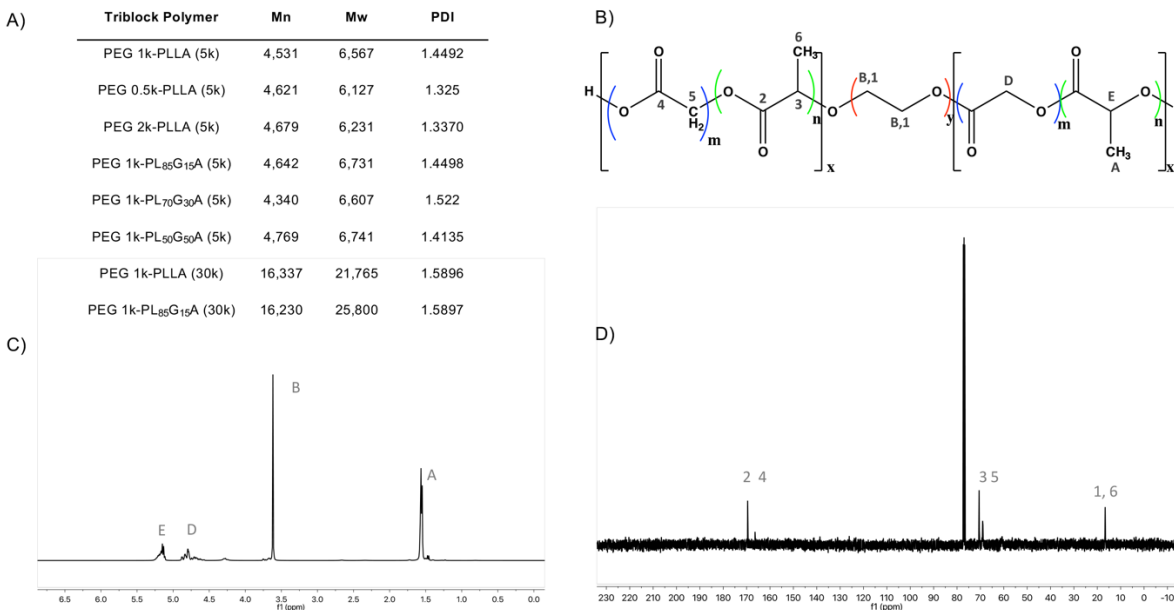 A)
Triblock Polymer Mn Mw PDI
PEG 1k-PLLA (5k) 4,531 6,567 1.4492
PEG 0.5k-PLLA (5k) 4,621 6,127 1.325
PEG 2k-PLLA (5k) 4,679 6,231 1.3370
PEG 1k-PL₈₅G₁₅A (5k) 4,642 6,731 1.4498
PEG 1k-PL₇₀G₃₀A (5k) 4,340 6,607 1.522
PEG 1k-PL₅₀G₅₀A (5k) 4,769 6,741 1.4135
PEG 1k-PLLA (30k) 16,337 21,765 1.5896
PEG 1k-PL₈₅G₁₅A (30k) 16,230 25,800 1.5897
B)
6
O CH₃ B,1 D O
H O 4 5 O 2 3 n O O m E O n
C H₂ m O B,1 y O CH₃
x A x
C)
B
A
E D
6.5 6.0 5.5 5.0 4.5 4.0 3.5 3.0 2.5 2.0 1.5 1.0 0.5 0.0
f1 (ppm)
D)
2 4 3 5 1, 6
230 220 210 200 190 180 170 160 150 140 130 120 110 100 90 80 70 60 50 40 30 20 10 0 -10
f1 (ppm)